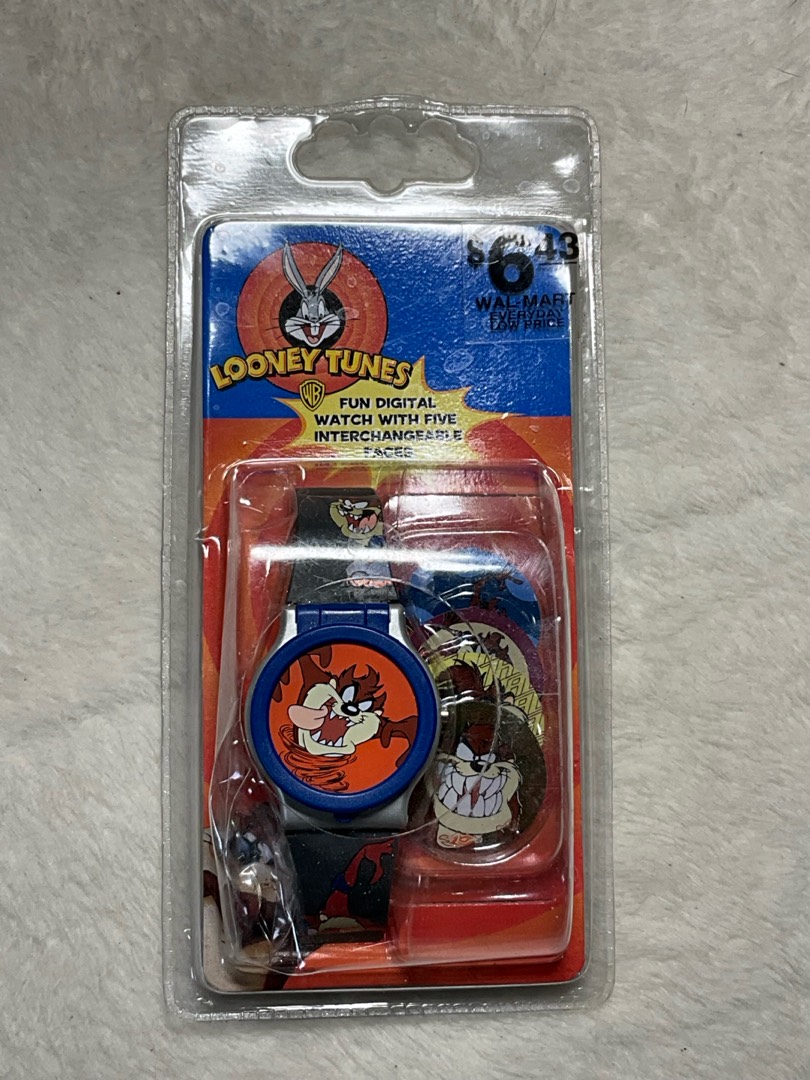 $6.43
WAL-MART
EVERYDAY
LOW PRICE
LOONEY TUNES
WB
FUN DIGITAL
WATCH WITH FIVE
INTERCHANGEABLE
FACES